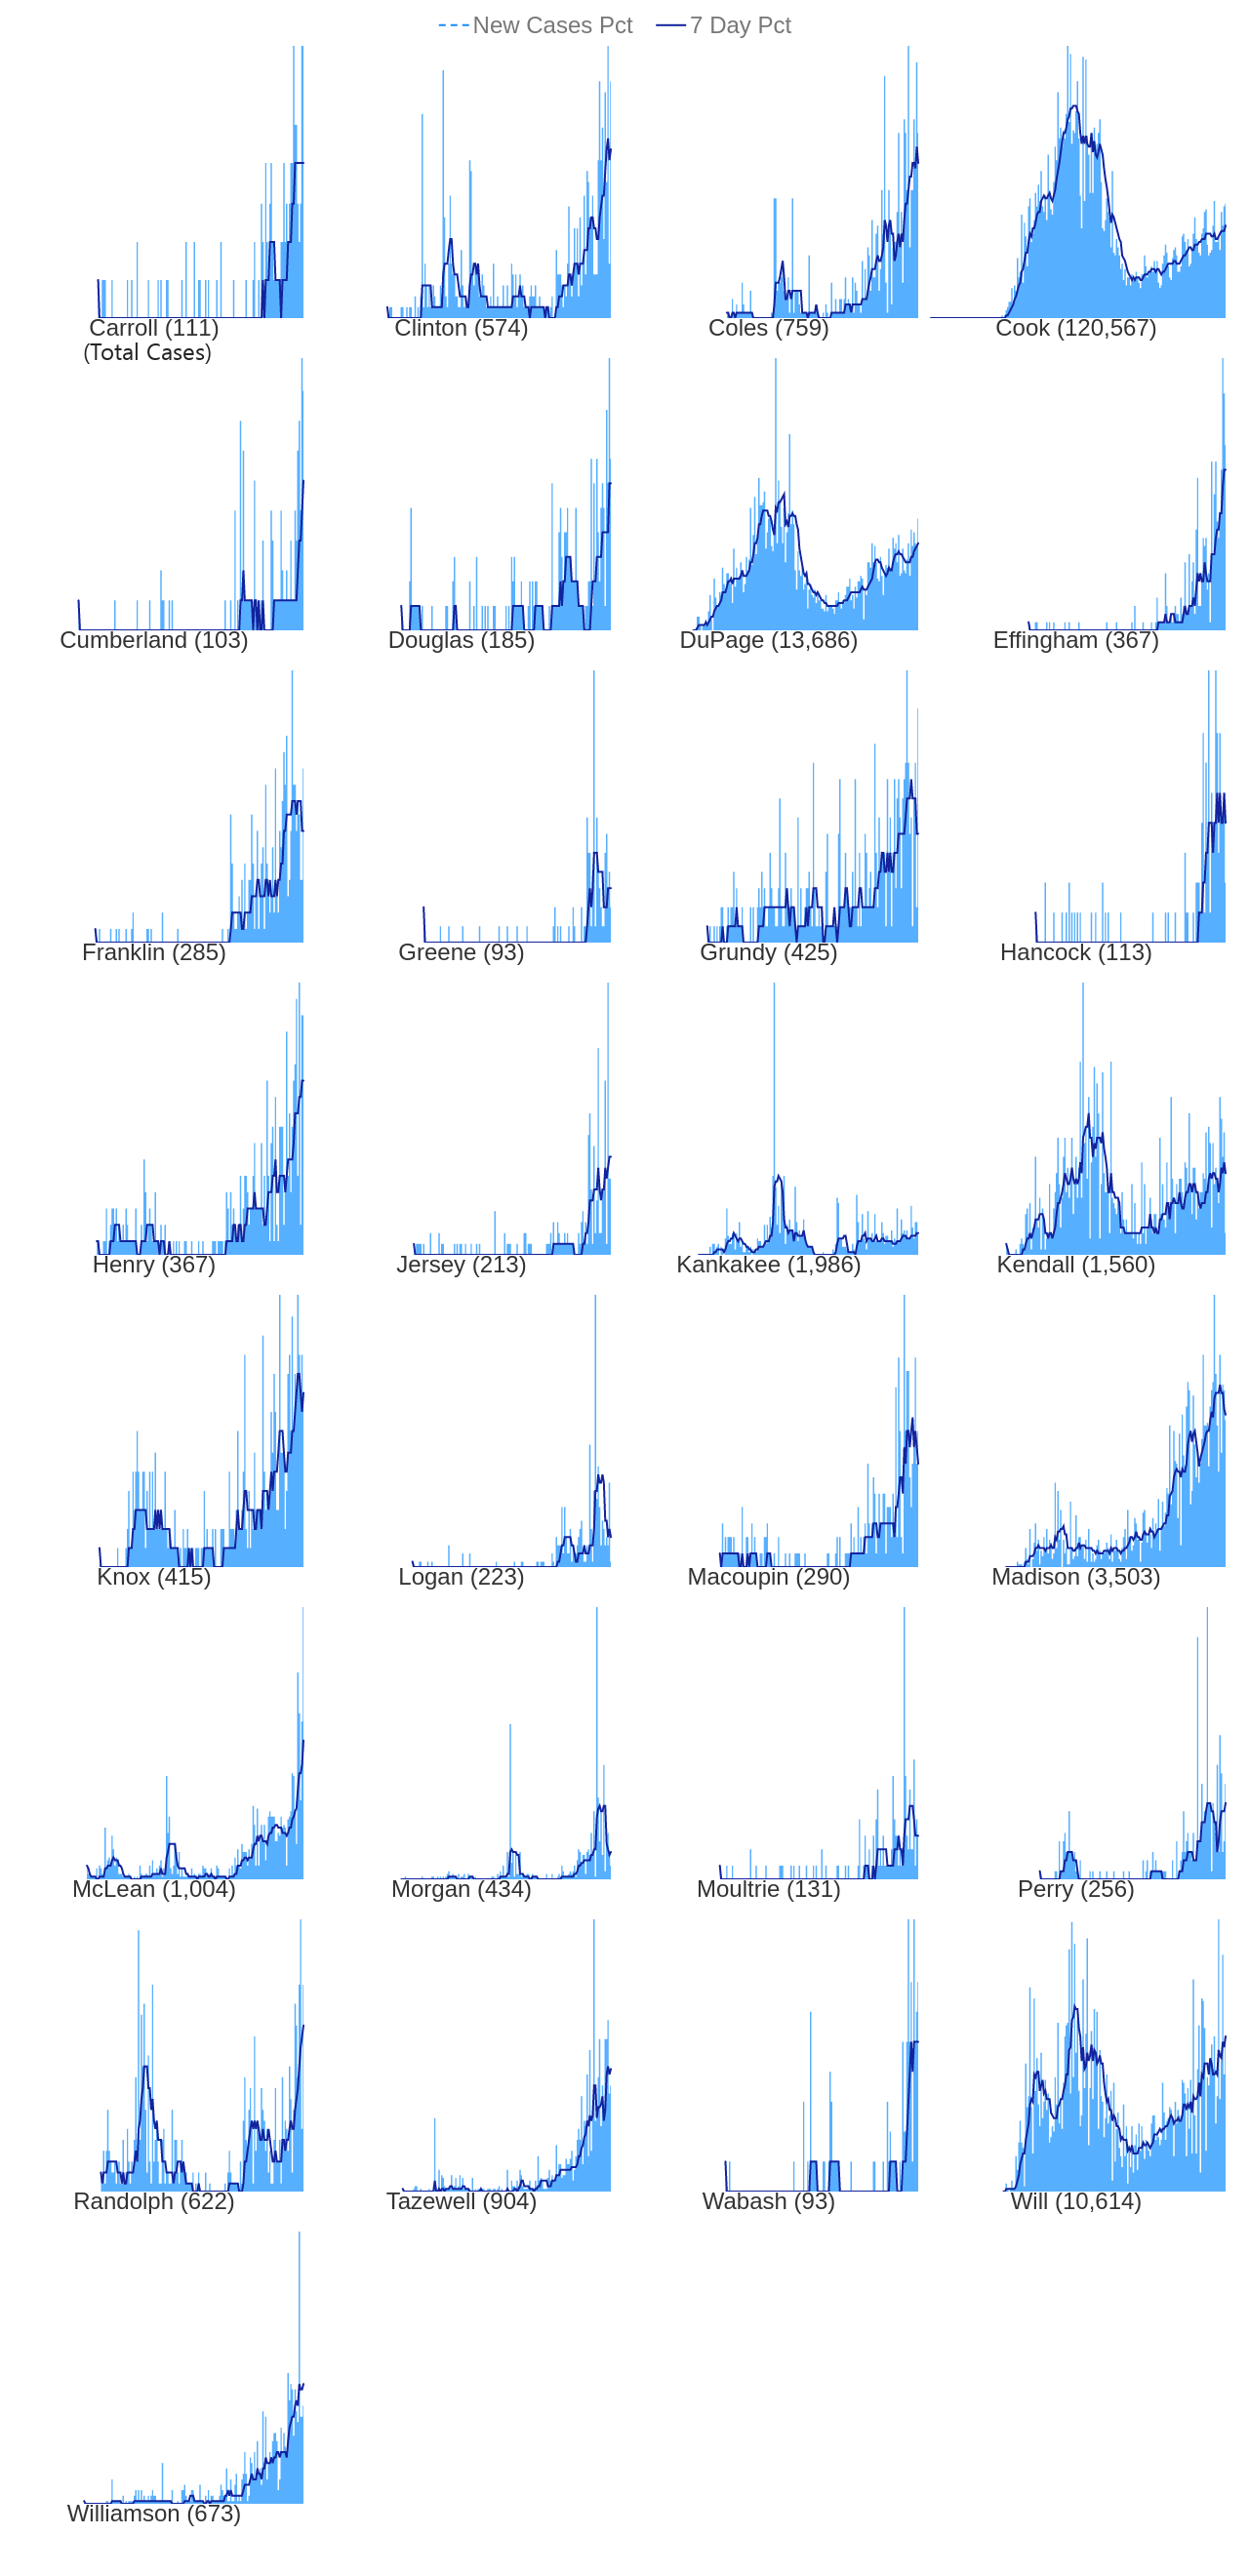 New Cases Pct 7 Day Pct
Carroll (111) Clinton (574) Coles (759) Cook (120,567)
(Total Cases)
Cumberland (103) Douglas (185) DuPage (13,686) Effingham (367)
Franklin (285) Greene (93) Grundy (425) Hancock (113)
Henry (367) Jersey (213) Kankakee (1,986) Kendall (1,560)
Knox (415) Logan (223) Macoupin (290) Madison (3,503)
McLean (1,004) Morgan (434) Moultrie (131) Perry (256)
Randolph (622) Tazewell (904) Wabash (93) Will (10,614)
Williamson (673)